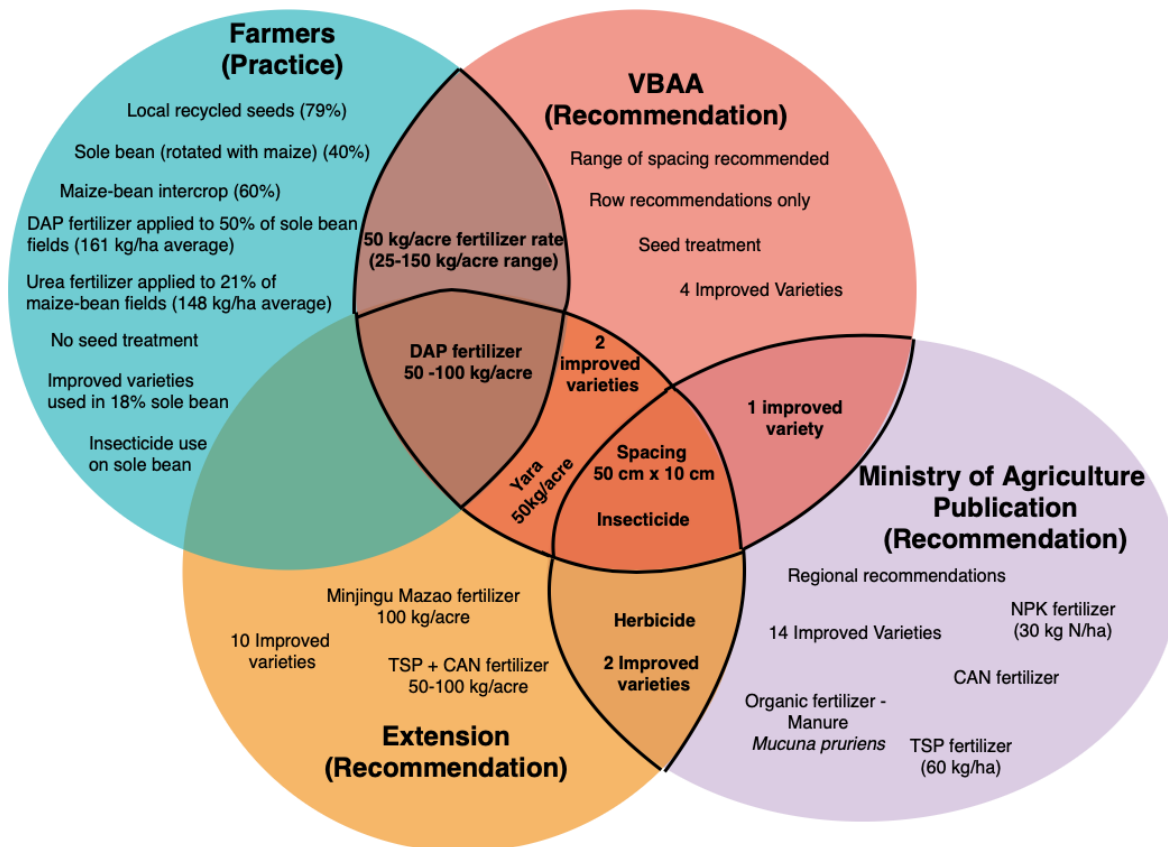 Farmers
(Practice)
Local recycled seeds (79%)
Sole bean (rotated with maize) (40%)
Maize-bean intercrop (60%)
DAP fertilizer applied to 50% of sole bean
fields (161 kg/ha average)
Urea fertilizer applied to 21% of
maize-bean fields (148 kg/ha average)
No seed treatment
Improved varieties
used in 18% sole bean
Insecticide use
on sole bean
50 kg/acre fertilizer rate
(25-150 kg/acre range)
DAP fertilizer
50 -100 kg/acre
VBAA
(Recommendation)
Range of spacing recommended
Row recommendations only
Seed treatment
4 Improved Varieties
2
improved
varieties
Yara
50kg/acre
Spacing
50 cm x 10 cm
Insecticide
1 improved
variety
Ministry of Agriculture
Publication
(Recommendation)
Regional recommendations
NPK fertilizer
(30 kg N/ha)
14 Improved Varieties
CAN fertilizer
Organic fertilizer -
Manure
Mucuna pruriens
TSP fertilizer
(60 kg/ha)
Herbicide
2 Improved
varieties
Minjingu Mazao fertilizer
100 kg/acre
10 Improved
varieties
TSP + CAN fertilizer
50-100 kg/acre
Extension
(Recommendation)